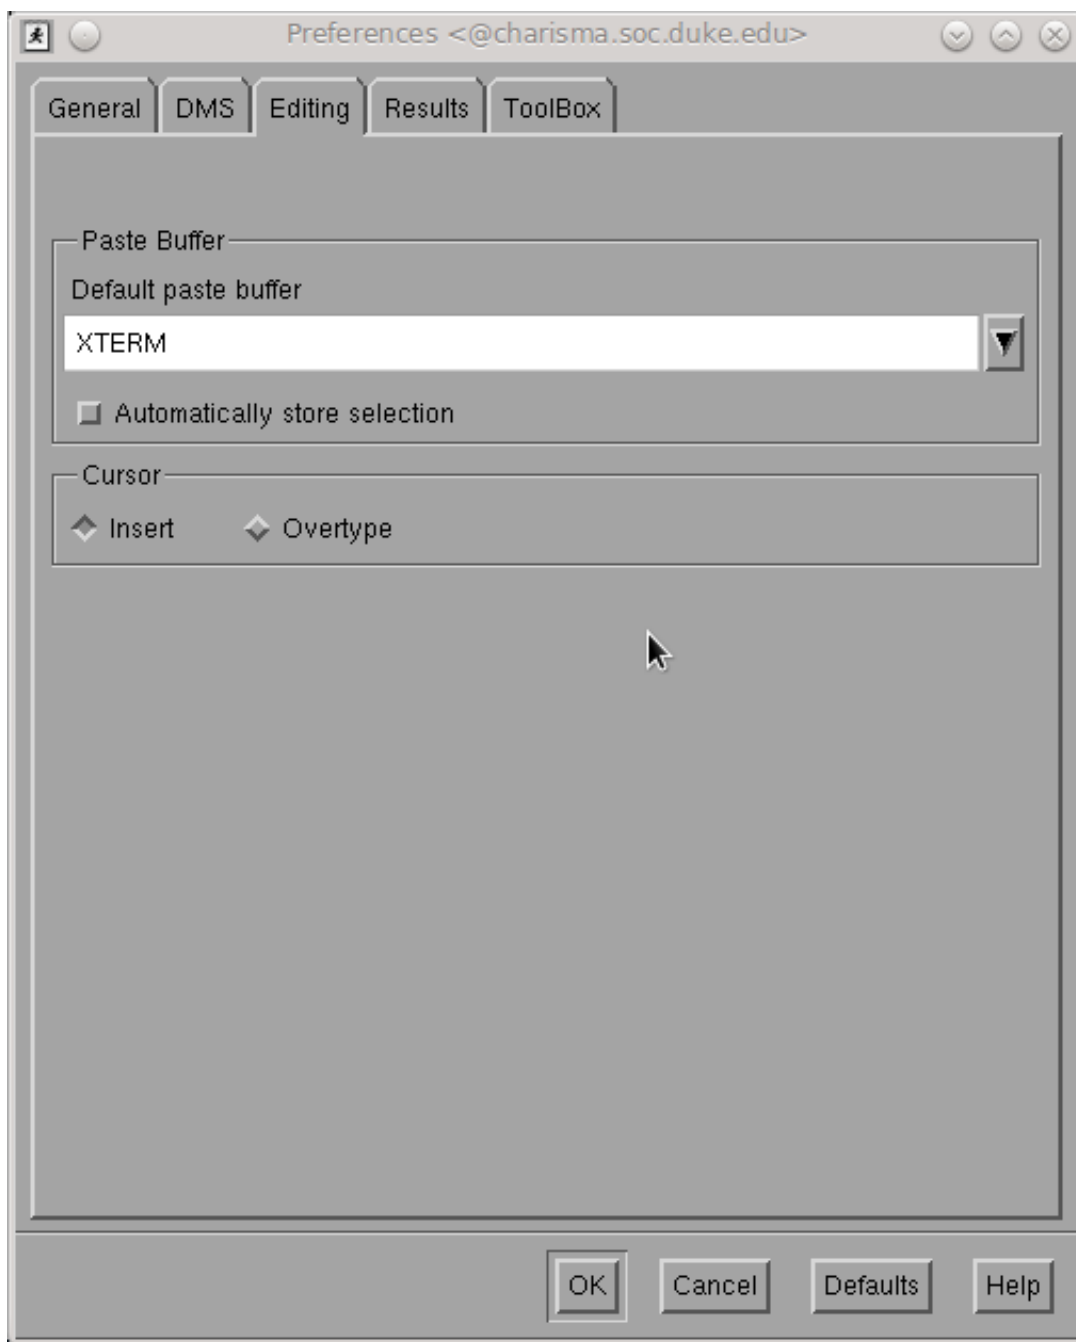 Preferences <@charisma.soc.duke.edu>
General DMS Editing Results ToolBox
Paste Buffer
Default paste buffer
XTERM
Automatically store selection
Cursor
Insert Overtype
OK Cancel Defaults Help